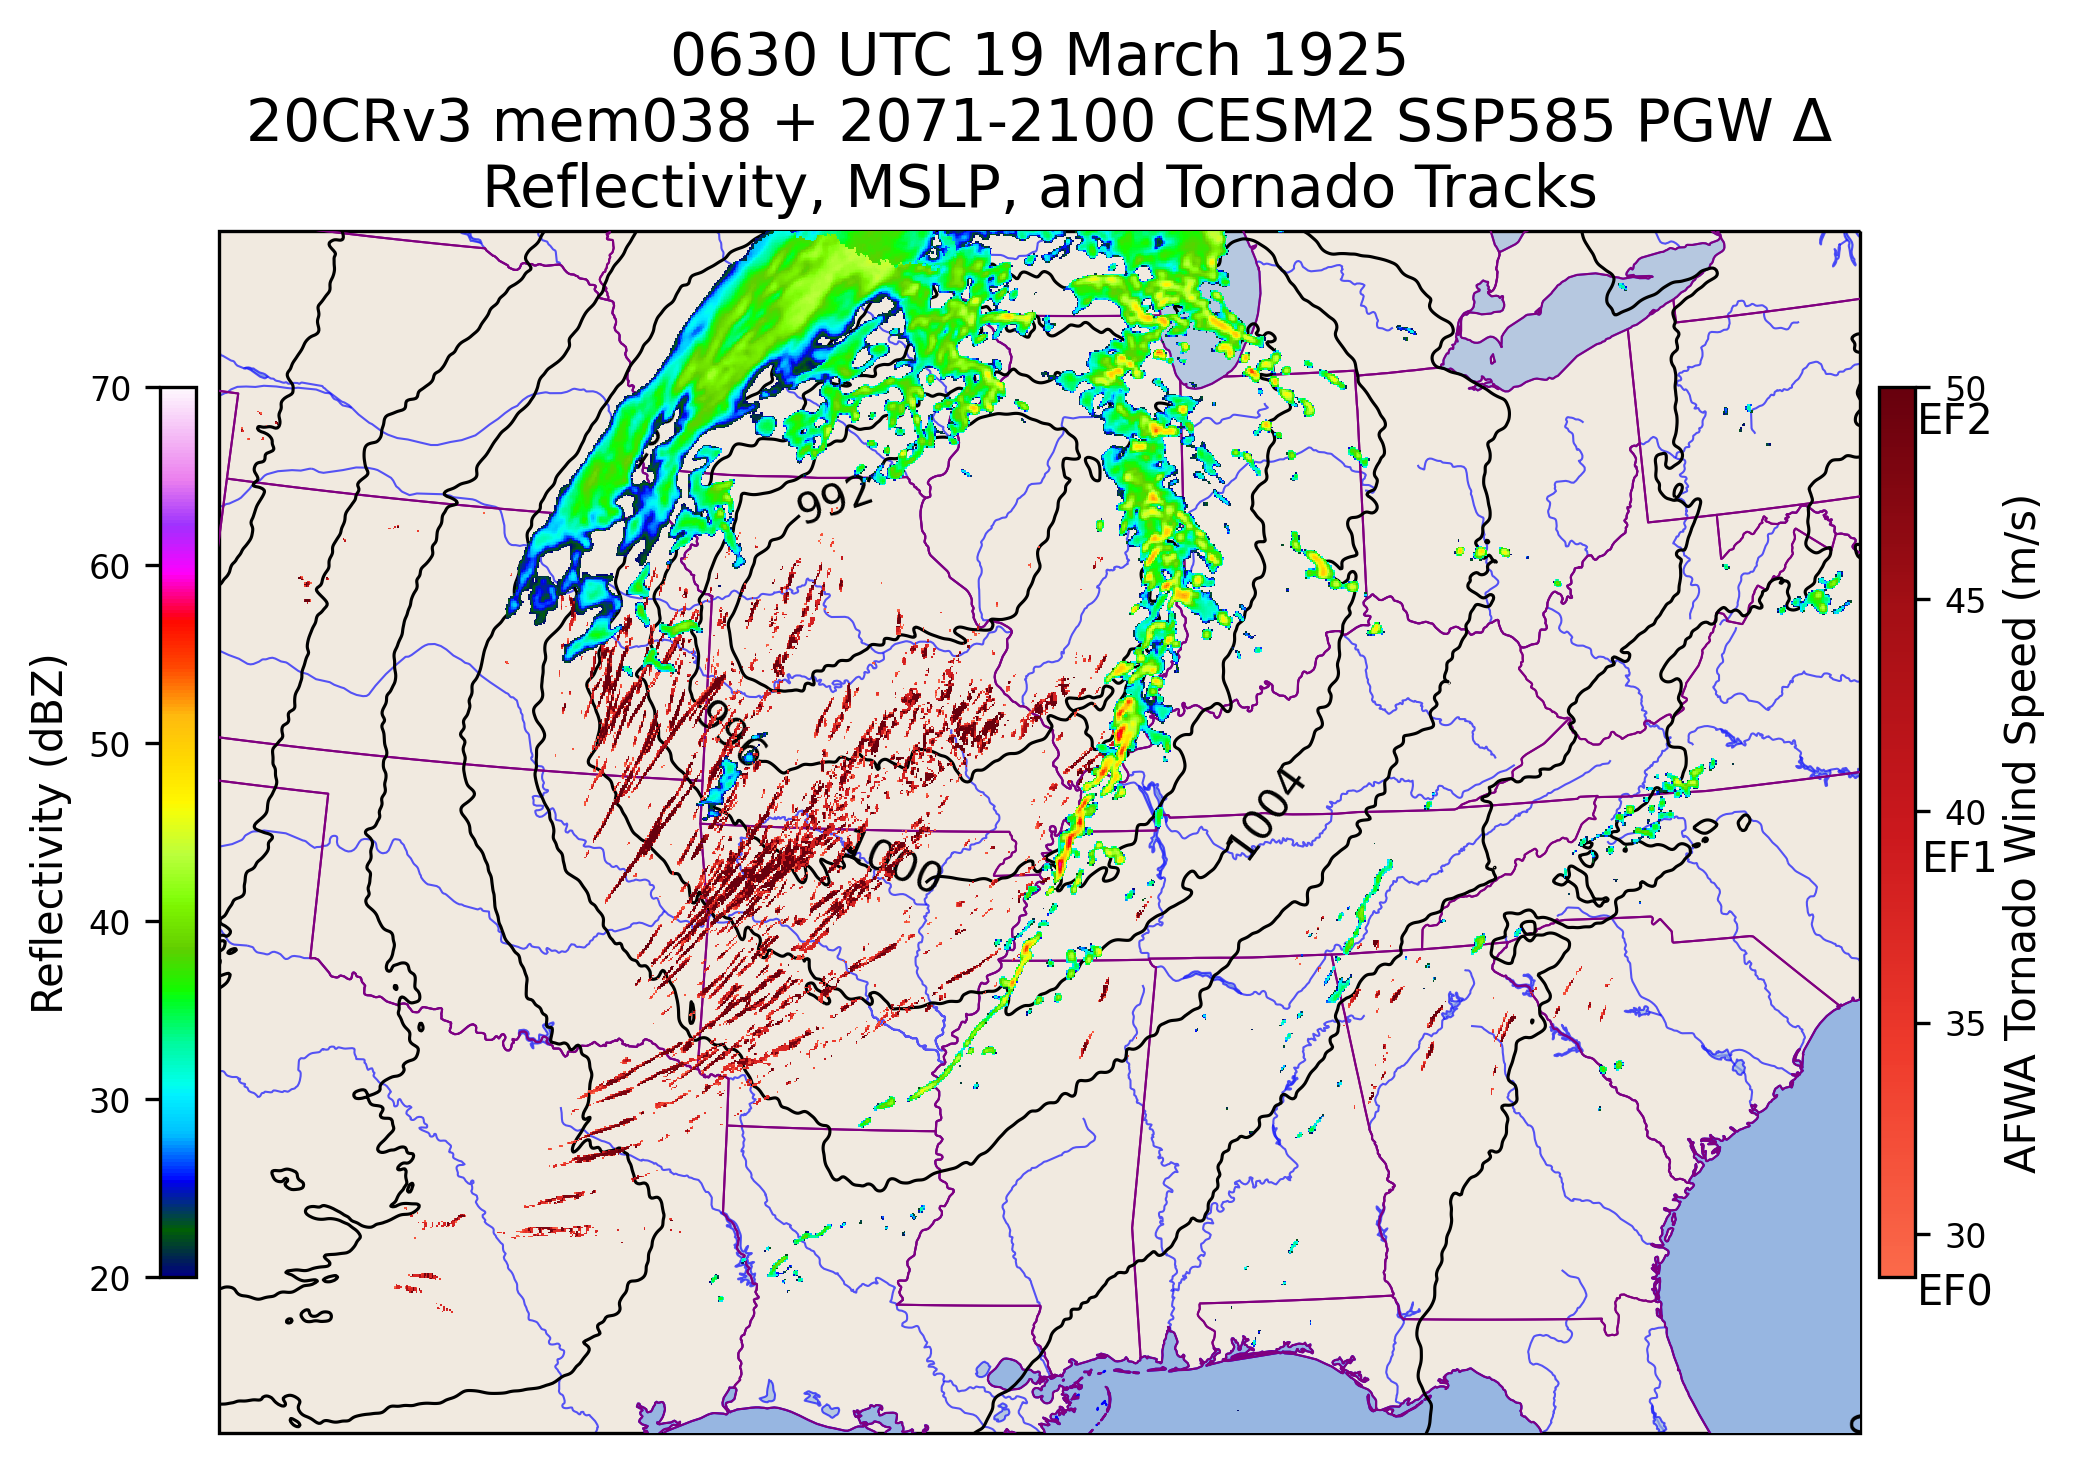 0630 UTC 19 March 1925
20CRv3 mem038 + 2071-2100 CESM2 SSP585 PGW Δ
Reflectivity, MSLP, and Tornado Tracks
70
60
50
40
30
20
Reflectivity (dBZ)
992
996
1000
1004
50
EF2
45
40
EF1
35
30
EF0
AFWA Tornado Wind Speed (m/s)